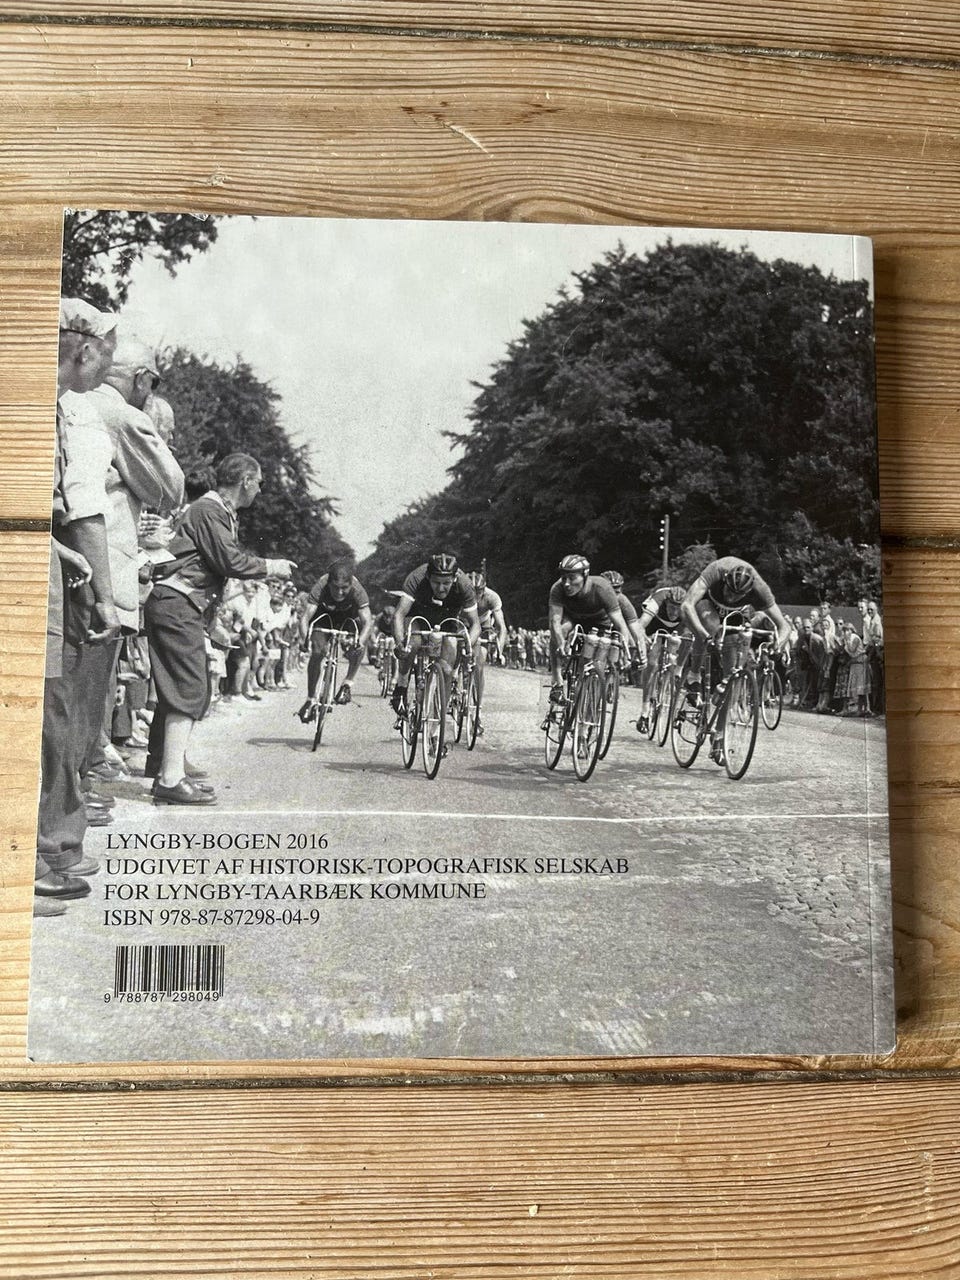 LYNGBY-BOGEN 2016
UDGIVET AF HISTORISK-TOPOGRAFISK SELSKAB
FOR LYNGBY-TAARBÆK KOMMUNE
ISBN 978-87-87298-04-9
9 788787 298049